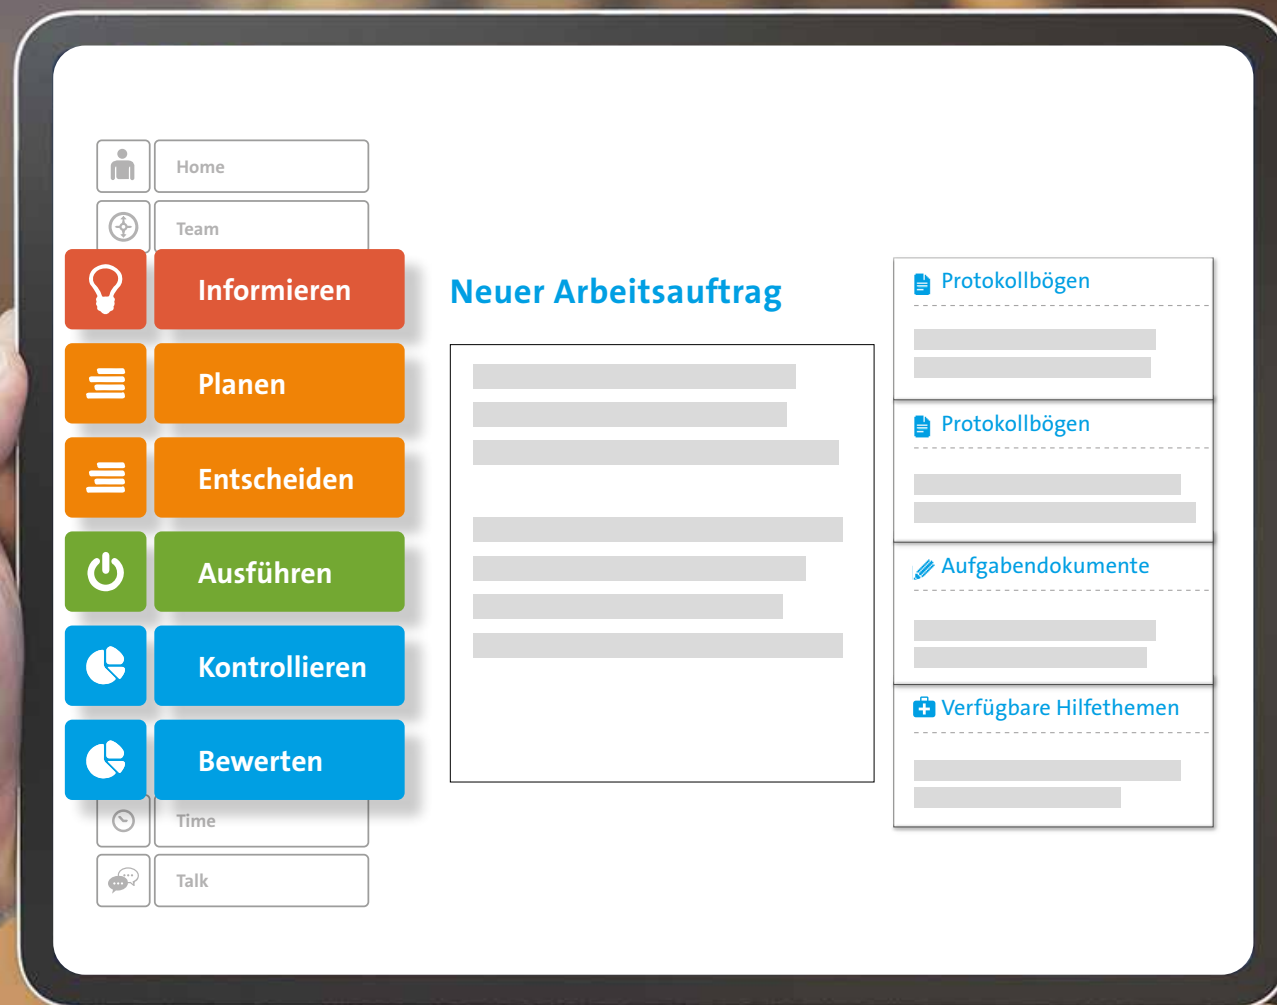 Home
Team
Informieren
Planen
Entscheiden
Ausführen
Kontrollieren
Bewerten
Time
Talk
Neuer Arbeitsauftrag
Protokollbögen
Protokollbögen
Aufgabendokumente
Verfügbare Hilfethemen